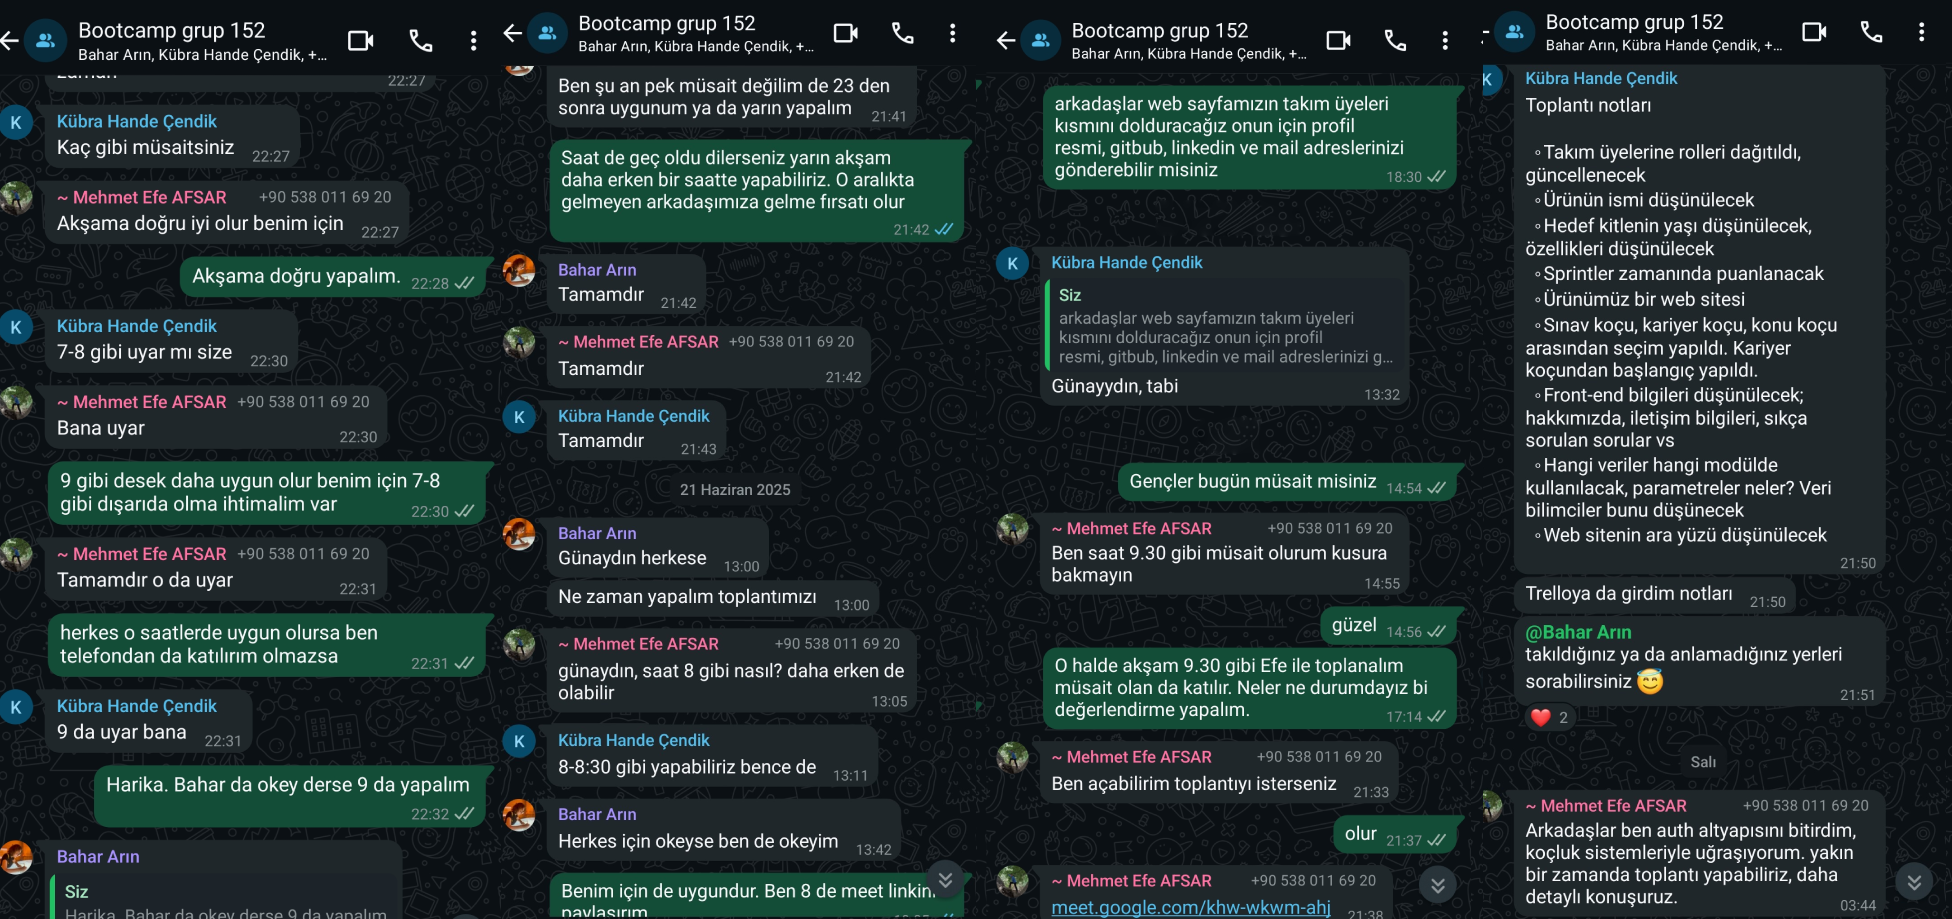 Bootcamp grup 152
Bahar Arın, Kübra Hande Çendik, +...
zaman
22:27
K
Kübra Hande Çendik
Kaç gibi müsaitsiniz 22:27
~ Mehmet Efe AFSAR +90 538 011 69 20
Akşama doğru iyi olur benim için 22:27
Akşama doğru yapalım. 22:28
K
Kübra Hande Çendik
7-8 gibi uyar mı size 22:30
~ Mehmet Efe AFSAR +90 538 011 69 20
Bana uyar 22:30
9 gibi desek daha uygun olur benim için 7-8
gibi dışarıda olma ihtimalim var 22:30
~ Mehmet Efe AFSAR +90 538 011 69 20
Tamamdır o da uyar 22:31
herkes o saatlerde uygun olursa ben
telefondan da katılırım olmazsa 22:31
K
Kübra Hande Çendik
9 da uyar bana 22:31
Harika. Bahar da okey derse 9 da yapalım
22:32
Bahar Arın
Siz
Harika. Bahar da okey derse 9 da yapalım
Bootcamp grup 152
Bahar Arın, Kübra Hande Çendik, +...
Ben şu an pek müsait değilim de 23 den
sonra uygunum ya da yarın yapalım 21:41
Saat de geç oldu dilerseniz yarın akşam
daha erken bir saatte yapabiliriz. O aralıkta
gelmeyen arkadaşımıza gelme fırsatı olur
21:42
Bahar Arın
Tamamdır 21:42
~ Mehmet Efe AFSAR +90 538 011 69 20
Tamamdır
21:42
K
Kübra Hande Çendik
Tamamdır 21:43
21 Haziran 2025
Bahar Arın
Günaydın herkese 13:00
Ne zaman yapalım toplantımızı 13:00
~ Mehmet Efe AFSAR +90 538 011 69 20
günaydın, saat 8 gibi nasıl? daha erken de
olabilir 13:05
K
Kübra Hande Çendik
8-8:30 gibi yapabiliriz bence de 13:11
Bahar Arın
Herkes için okeyse ben de okeyim 13:42
Benim için de uygundur. Ben 8 de meet linkini
paylaşırım
Bootcamp grup 152
Bahar Arın, Kübra Hande Çendik, +...
arkadaşlar web sayfamızın takım üyeleri
kısmını dolduracağız onun için profil
resmi, gitbub, linkedin ve mail adreslerinizi
gönderebilir misiniz 18:30
K
Kübra Hande Çendik
Siz
arkadaşlar web sayfamızın takım üyeleri
kısmını dolduracağız onun için profil
resmi, gitbub, linkedin ve mail adreslerinizi g...
Günayydın, tabi 13:32
Gençler bugün müsait misiniz 14:54
~ Mehmet Efe AFSAR +90 538 011 69 20
Ben saat 9.30 gibi müsait olurum kusura
bakmayın 14:55
güzel 14:56
O halde akşam 9.30 gibi Efe ile toplanalım
müsait olan da katılır. Neler ne durumdayız bi
değerlendirme yapalım. 17:14
~ Mehmet Efe AFSAR +90 538 011 69 20
Ben açabilirim toplantıyı isterseniz 21:33
olur 21:37
~ Mehmet Efe AFSAR +90 538 011 69 20
meet.google.com/khw-wkwm-ahj 21:38
Bootcamp grup 152
Bahar Arın, Kübra Hande Çendik, +...
K
Kübra Hande Çendik
Toplantı notları
◦Takım üyelerine rolleri dağıtıldı,
güncellenecek
◦Ürünün ismi düşünülecek
◦Hedef kitlenin yaşı düşünülecek,
özellikleri düşünülecek
◦Sprintler zamanında puanlanacak
◦Ürünümüz bir web sitesi
◦Sınav koçu, kariyer koçu, konu koçu
arasından seçim yapıldı. Kariyer
koçundan başlangıç yapıldı.
◦Front-end bilgileri düşünülecek;
hakkımızda, iletişim bilgileri, sıkça
sorulan sorular vs
◦Hangi veriler hangi modülde
kullanılacak, parametreler neler? Veri
bilimciler bunu düşünecek
◦Web sitenin ara yüzü düşünülecek
21:50
Trelloya da girdim notları 21:50
@Bahar Arın
takıldığınız ya da anlamadığınız yerleri
sorabilirsiniz 😇 21:51
❤️ 2
Salı
~ Mehmet Efe AFSAR +90 538 011 69 20
Arkadaşlar ben auth altyapısını bitirdim,
koçluk sistemleriyle uğraşıyorum. yakın
bir zamanda toplantı yapabiliriz, daha
detaylı konuşuruz. 03:44